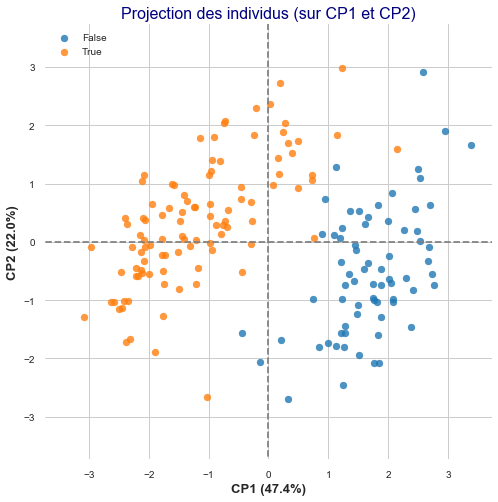 Projection des individus (sur CP1 et CP2)
False
True
3
2
1
0
−1
−2
−3
CP2 (22.0%)
−3 −2 −1 0 1 2 3
CP1 (47.4%)